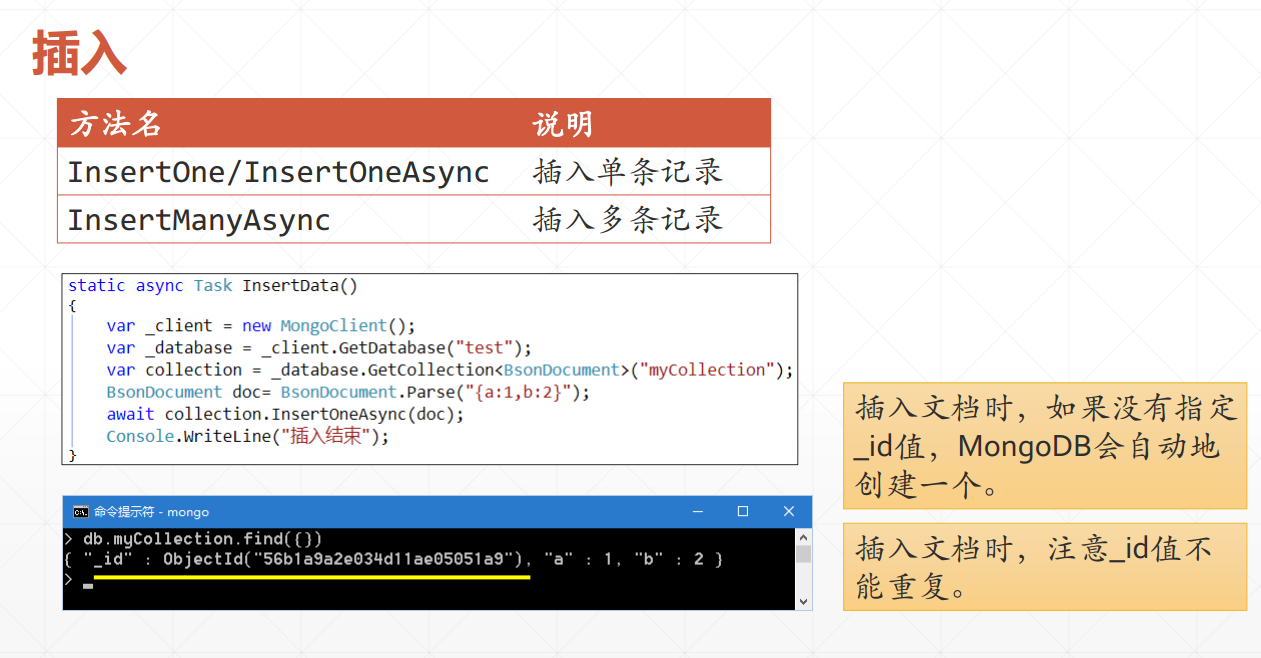 插入
方法名 说明
InsertOne/InsertOneAsync 插入单条记录
InsertManyAsync 插入多条记录
static async Task InsertData()
{
var _client = new MongoClient();
var _database = _client.GetDatabase("test");
var collection = _database.GetCollection<BsonDocument>("myCollection");
BsonDocument doc= BsonDocument.Parse("{a:1,b:2}");
await collection.InsertOneAsync(doc);
Console.WriteLine("插入结束");
}
插入文档时，如果没有指定
_id值，MongoDB会自动地
创建一个。
命令提示符 - mongo
> db.myCollection.find({})
{ "_id" : ObjectId("56b1a9a2e034d11ae05051a9"), "a" : 1, "b" : 2 }
>
插入文档时，注意_id值不
能重复。